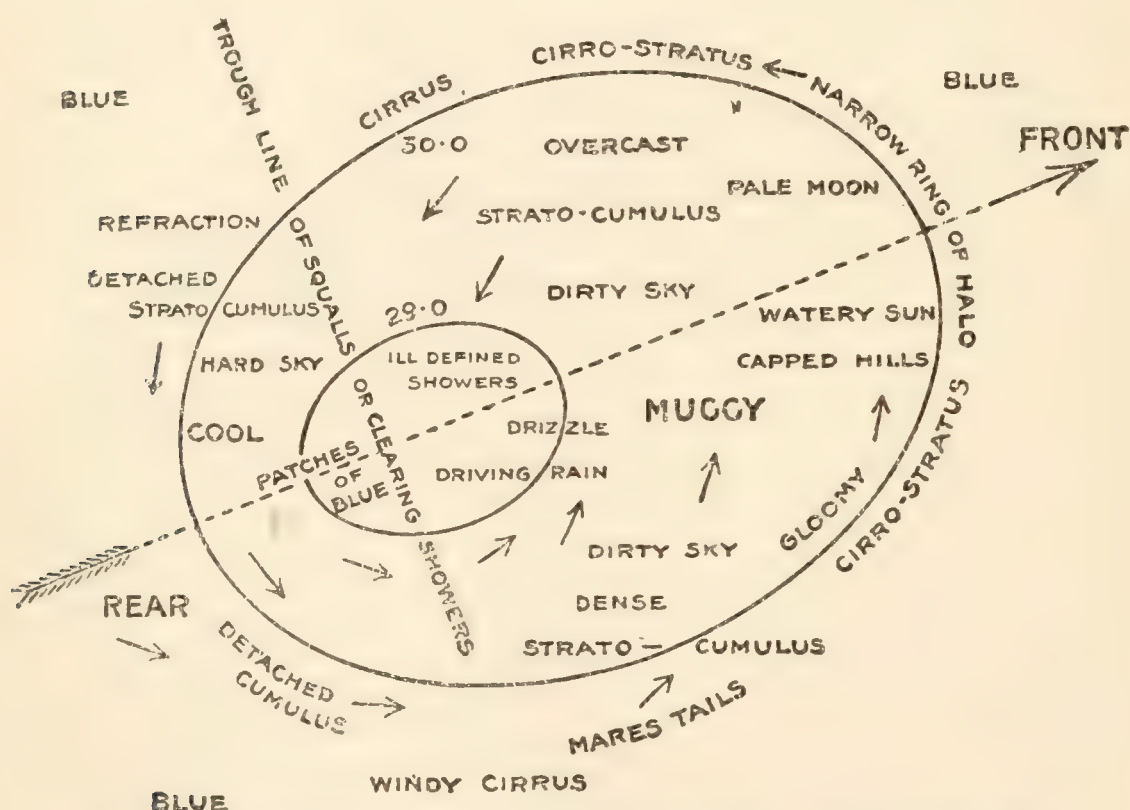 BLUE
TROUGH LINE OF SQUALLS OR CLEARING SHOWERS
CIRRUS
CIRRO-STRATUS
NARROW RING OF HALO
BLUE
FRONT
30.0
OVERCAST
PALE MOON
STRATO-CUMULUS
REFRACTION
DETACHED
STRATO CUMULUS
DIRTY SKY
WATERY SUN
29.0
HARD SKY
ILL DEFINED
SHOWERS
CAPPED HILLS
MUGGY
COOL
DRIZZLE
PATCHES
OF
BLUE
DRIVING RAIN
GLOOMY
CIRRO-STRATUS
DIRTY SKY
DENSE
STRATO - CUMULUS
REAR
DETACHED
CUMULUS
MARES TAILS
WINDY CIRRUS
BLUE